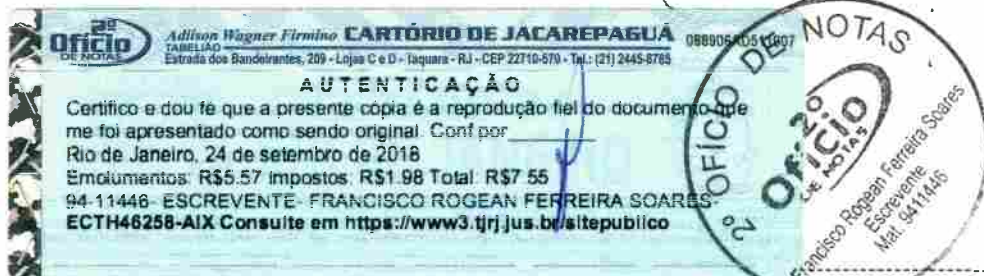 2º
Ofício
DE NOTAS
Adilson Wagner Firmino CARTÓRIO DE JACAREPAGUÁ
TABELIÃO
Estrada dos Bandeirantes, 209 - Lojas C e D - Taquara - RJ - CEP 22710-570 - Tel.: (21) 2445-8765
AUTENTICAÇÃO
Certifico e dou fé que a presente cópia é a reprodução fiel do documento que
me foi apresentado como sendo original. Conf por
Rio de Janeiro, 24 de setembro de 2018
Emolumentos: R$5.57 Impostos: R$1.98 Total: R$7 55
94-11446- ESCREVENTE- FRANCISCO ROGEAN FERREIRA SOARES-
ECTH46258-AIX Consulte em https://www3.tjrj.jus.br/sitepublico
2º OFÍCIO DE NOTAS
2º
Ofício
DE NOTAS
Francisco Rogean Ferreira Soares
Escrevente
Mat. 9411446